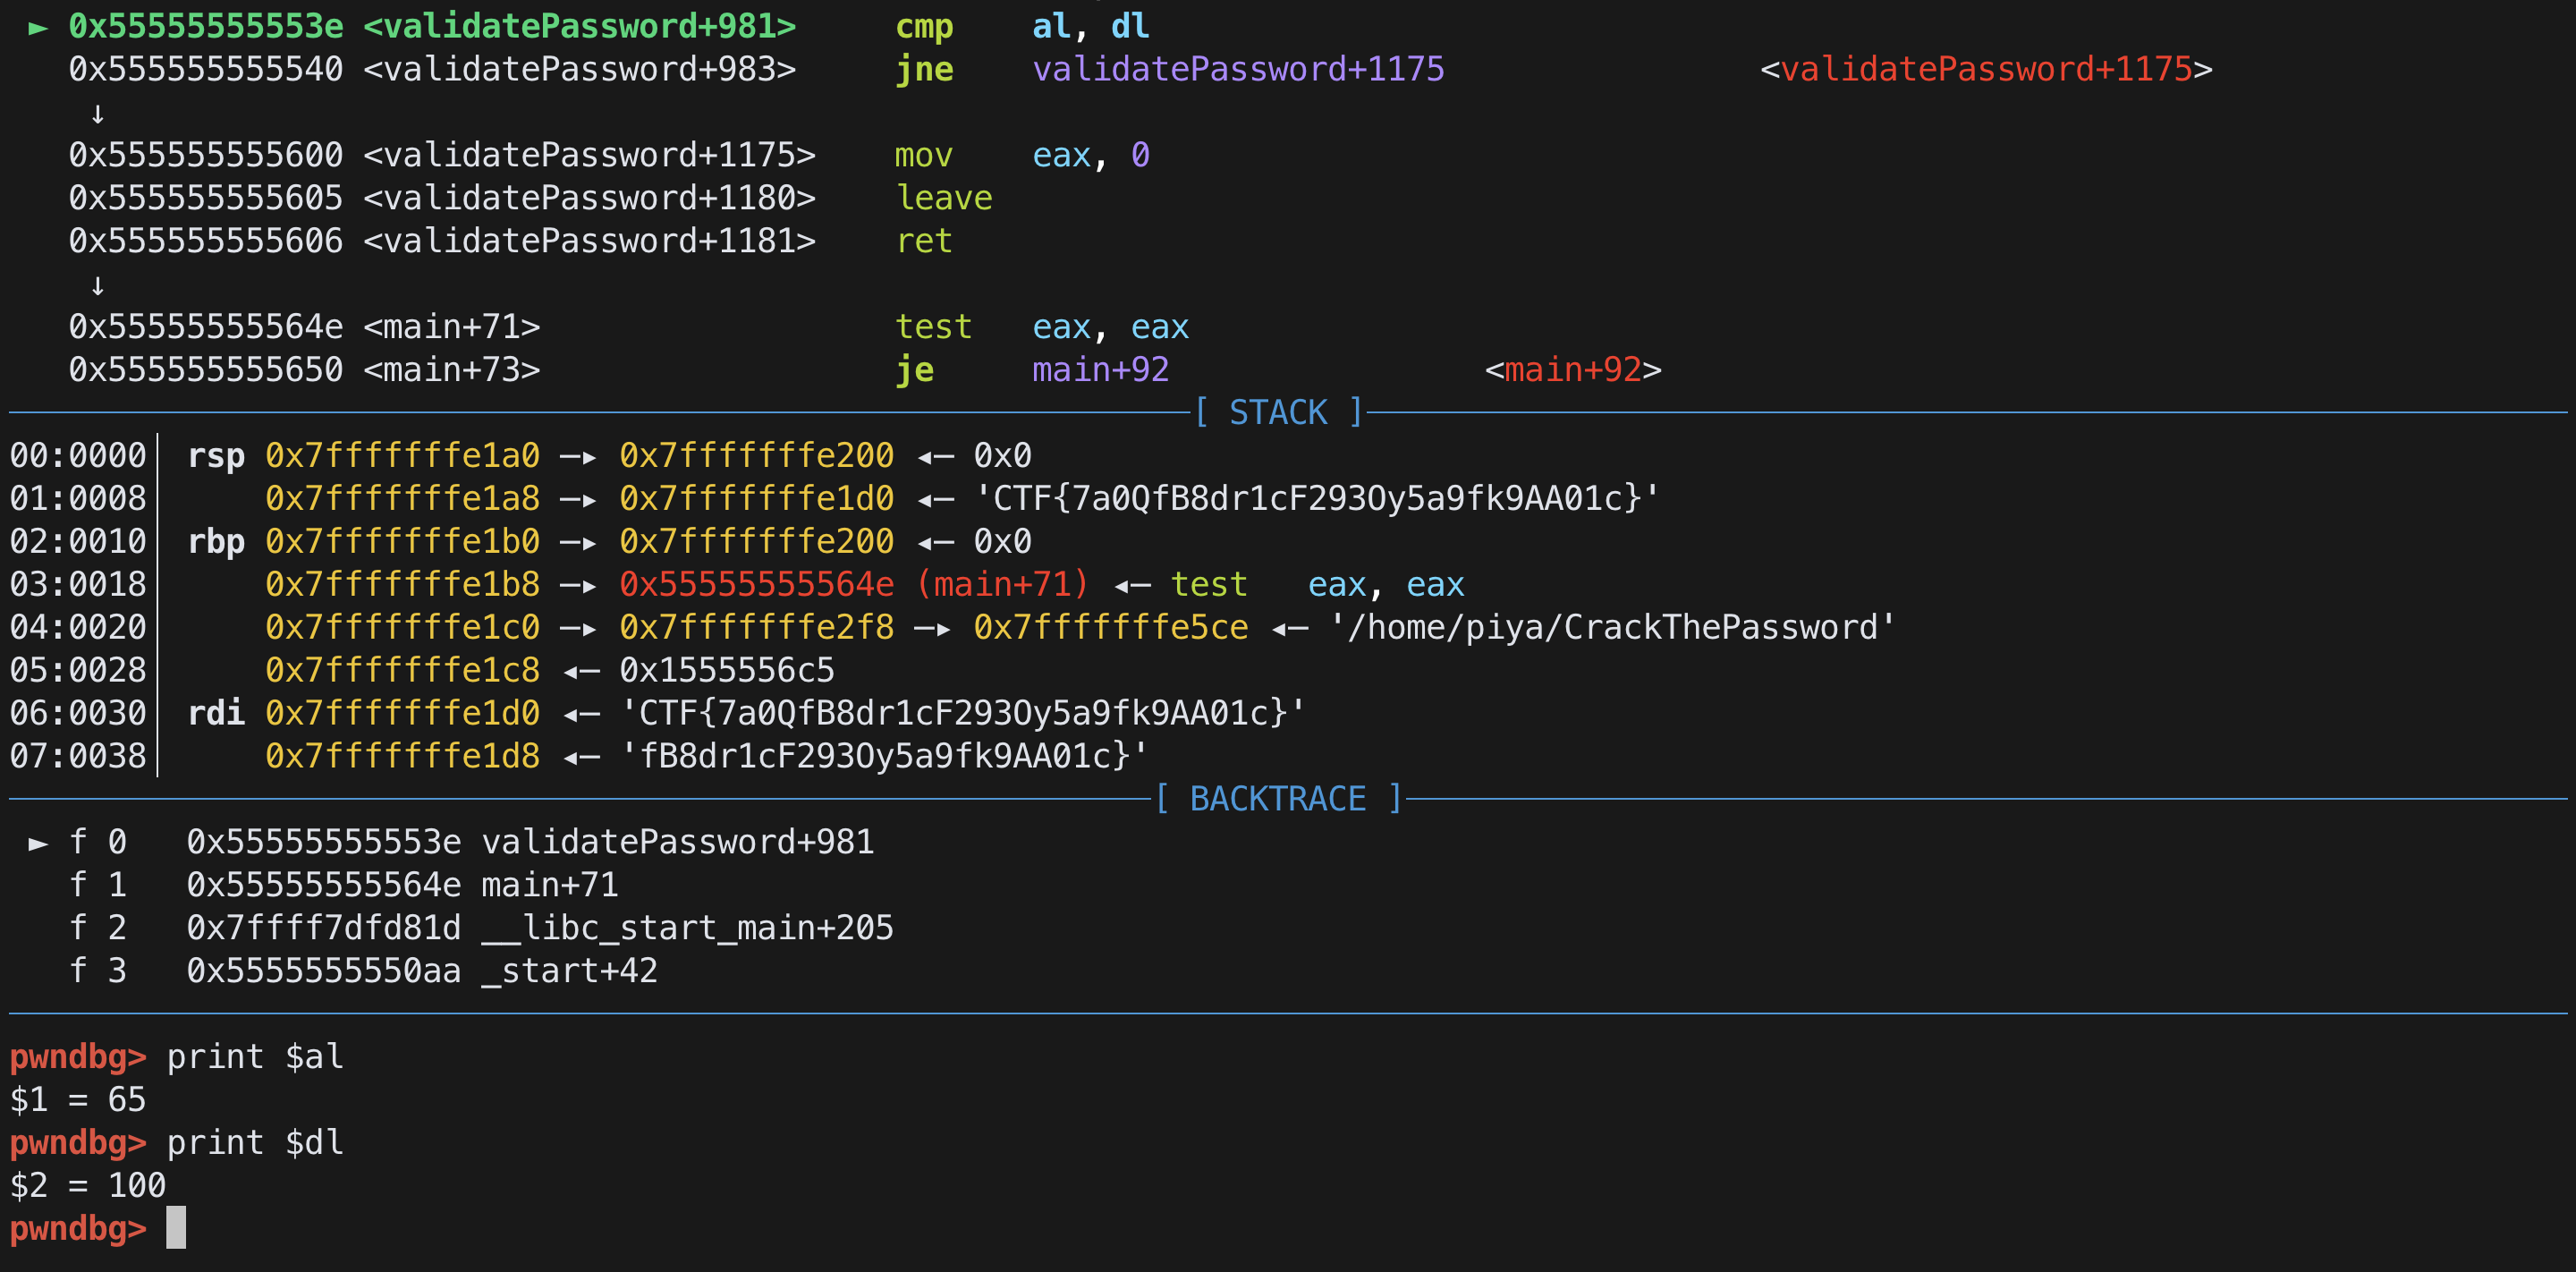 ► 0x55555555553e <validatePassword+981>    cmp    al, dl
0x555555555540 <validatePassword+983>    jne    validatePassword+1175    <validatePassword+1175>
↓
0x555555555600 <validatePassword+1175>    mov    eax, 0
0x555555555605 <validatePassword+1180>    leave
0x555555555606 <validatePassword+1181>    ret
↓
0x55555555564e <main+71>    test    eax, eax
0x555555555650 <main+73>    je    main+92    <main+92>
[ STACK ]
00:0000│ rsp 0x7fffffffe1a0 —▸ 0x7fffffffe200 ◂— 0x0
01:0008│     0x7fffffffe1a8 —▸ 0x7fffffffe1d0 ◂— 'CTF{7a0QfB8dr1cF293Oy5a9fk9AA01c}'
02:0010│ rbp 0x7fffffffe1b0 —▸ 0x7fffffffe200 ◂— 0x0
03:0018│     0x7fffffffe1b8 —▸ 0x55555555564e (main+71) ◂— test   eax, eax
04:0020│     0x7fffffffe1c0 —▸ 0x7fffffffe2f8 —▸ 0x7fffffffe5ce ◂— '/home/piya/CrackThePassword'
05:0028│     0x7fffffffe1c8 ◂— 0x1555556c5
06:0030│ rdi 0x7fffffffe1d0 ◂— 'CTF{7a0QfB8dr1cF293Oy5a9fk9AA01c}'
07:0038│     0x7fffffffe1d8 ◂— 'fB8dr1cF293Oy5a9fk9AA01c}'
[ BACKTRACE ]
► f 0   0x55555555553e validatePassword+981
f 1   0x55555555564e main+71
f 2   0x7ffff7dfd81d __libc_start_main+205
f 3   0x5555555550aa _start+42
pwndbg> print $al
$1 = 65
pwndbg> print $dl
$2 = 100
pwndbg>